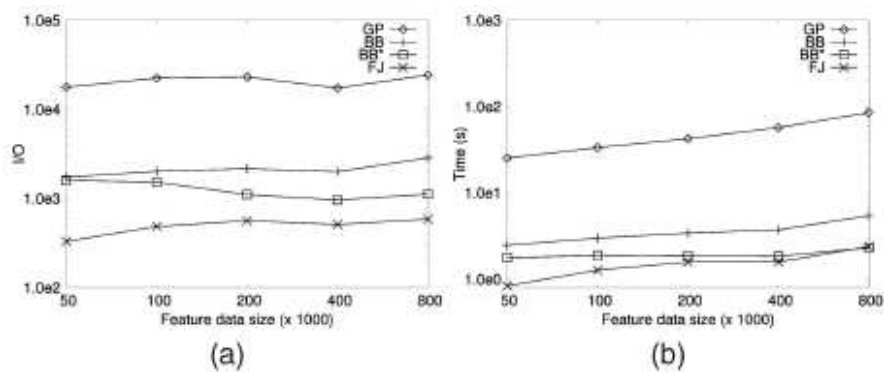 1.0e5
1.0e4
1.0e3
1.0e2
I/O
GP
BB
BB*
FJ
50 100 200 400 800
Feature data size (x 1000)
(a)
1.0e3
1.0e2
1.0e1
1.0e0
Time (s)
GP
BB
BB*
FJ
50 100 200 400 800
Feature data size (x 1000)
(b)